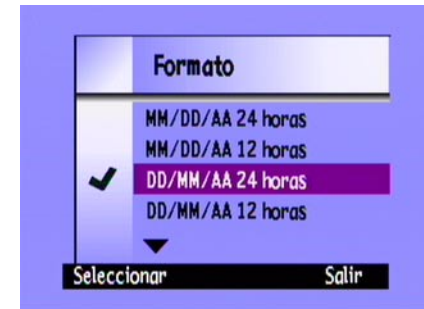 Formato
MM/DD/AA 24 horas
MM/DD/AA 12 horas
DD/MM/AA 24 horas
DD/MM/AA 12 horas
Seleccionar Salir